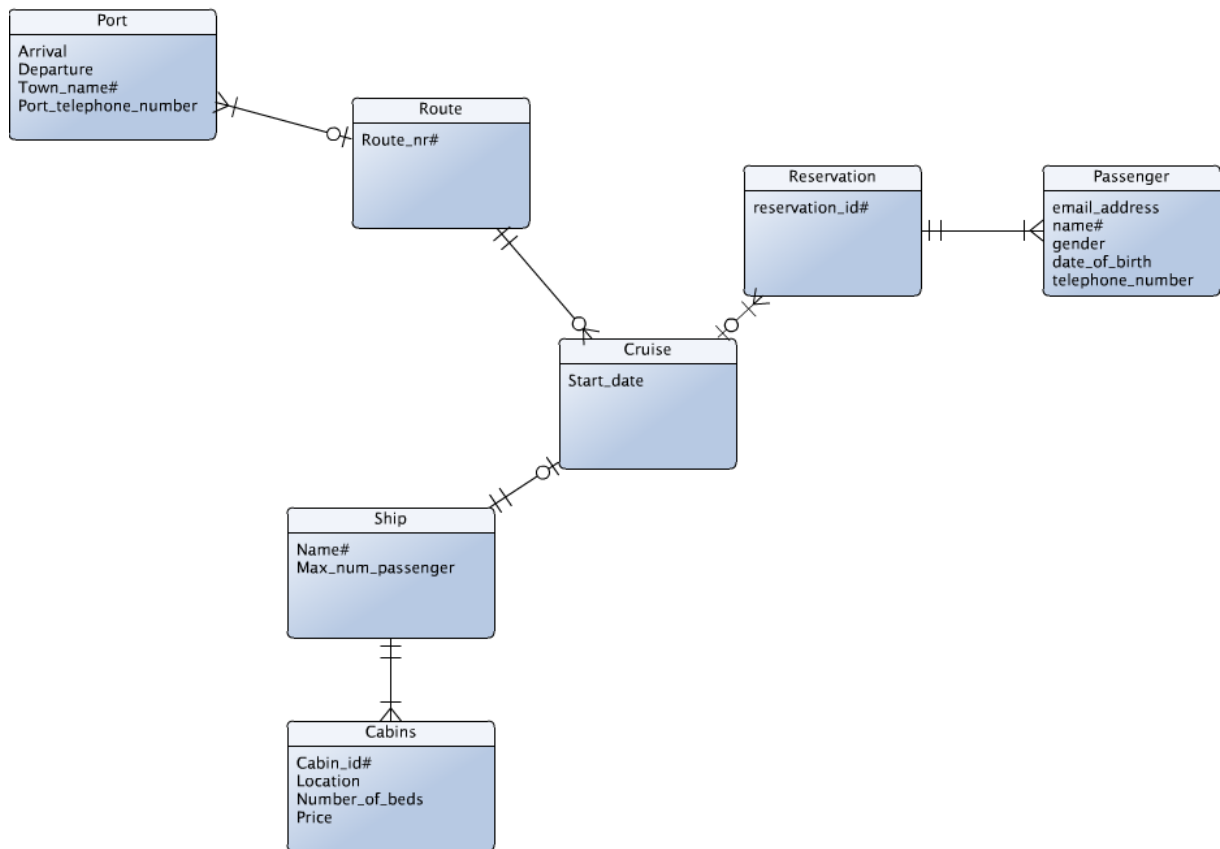 Port
Arrival
Departure
Town_name#
Port_telephone_number
Route
Route_nr#
Reservation
reservation_id#
Passenger
email_address
name#
gender
date_of_birth
telephone_number
Cruise
Start_date
Ship
Name#
Max_num_passenger
Cabins
Cabin_id#
Location
Number_of_beds
Price